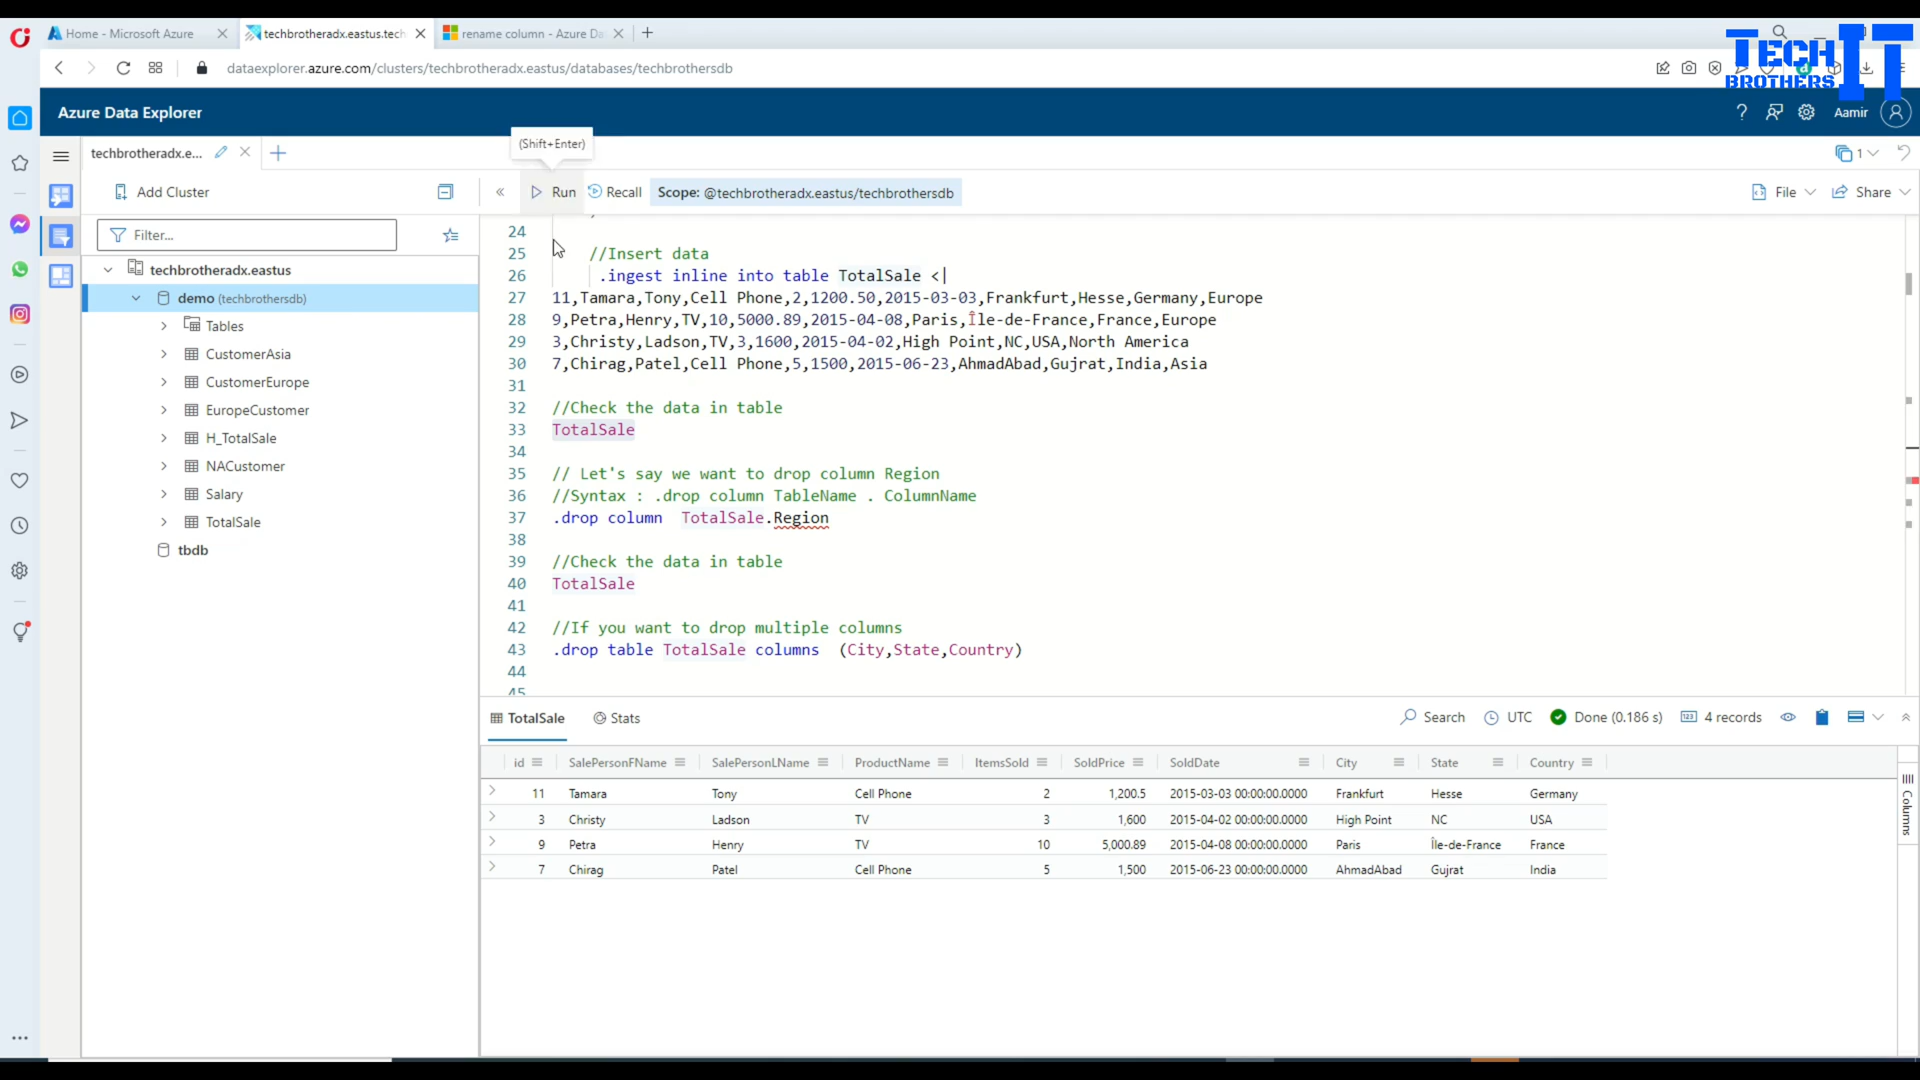 Home - Microsoft Azure
techbrotheradx.eastus.tech
rename column - Azure Da
TECH
BROTHERS
IT
dataexplorer.azure.com/clusters/techbrotheradx.eastus/databases/techbrothersdb
Azure Data Explorer
Aamir
(Shift+Enter)
techbrotheradx.e...
1
Add Cluster
Run
Recall
Scope: @techbrotheradx.eastus/techbrothersdb
File
Share
Filter...
techbrotheradx.eastus
demo (techbrothersdb)
Tables
CustomerAsia
CustomerEurope
EuropeCustomer
H_TotalSale
NACustomer
Salary
TotalSale
tbdb
24
25 //Insert data
26 .ingest inline into table TotalSale <|
27 11,Tamara,Tony,Cell Phone,2,1200.50,2015-03-03,Frankfurt,Hesse,Germany,Europe
28 9,Petra,Henry,TV,10,5000.89,2015-04-08,Paris,Île-de-France,France,Europe
29 3,Christy,Ladson,TV,3,1600,2015-04-02,High Point,NC,USA,North America
30 7,Chirag,Patel,Cell Phone,5,1500,2015-06-23,AhmadAbad,Gujrat,India,Asia
31
32 //Check the data in table
33 TotalSale
34
35 // Let's say we want to drop column Region
36 //Syntax : .drop column TableName . ColumnName
37 .drop column  TotalSale.Region
38
39 //Check the data in table
40 TotalSale
41
42 //If you want to drop multiple columns
43 .drop table TotalSale columns  (City,State,Country)
44
45
TotalSale
Stats
Search
UTC
Done (0.186 s)
4 records
id SalePersonFName SalePersonLName ProductName ItemsSold SoldPrice SoldDate City State Country
11 Tamara Tony Cell Phone 2 1,200.5 2015-03-03 00:00:00.0000 Frankfurt Hesse Germany
3 Christy Ladson TV 3 1,600 2015-04-02 00:00:00.0000 High Point NC USA
9 Petra Henry TV 10 5,000.89 2015-04-08 00:00:00.0000 Paris Île-de-France France
7 Chirag Patel Cell Phone 5 1,500 2015-06-23 00:00:00.0000 AhmadAbad Gujrat India
Columns